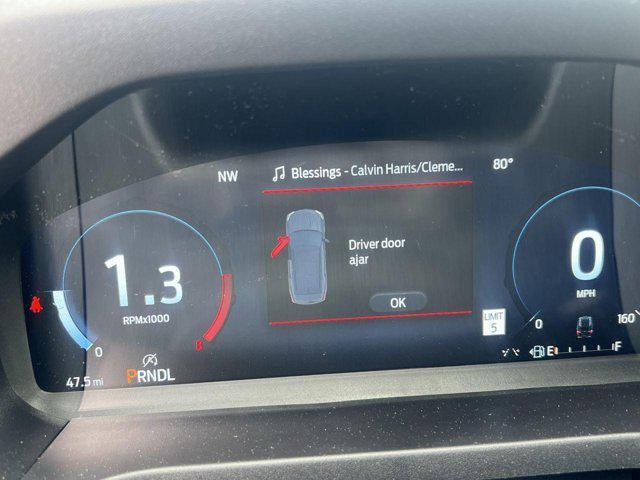 NW
Blessings - Calvin Harris/Cleme...
80°
Driver door
ajar
OK
1.3
RPMx1000
0
0
MPH
LIMIT
5
0
160
47.5 mi
PRNDL
E
F